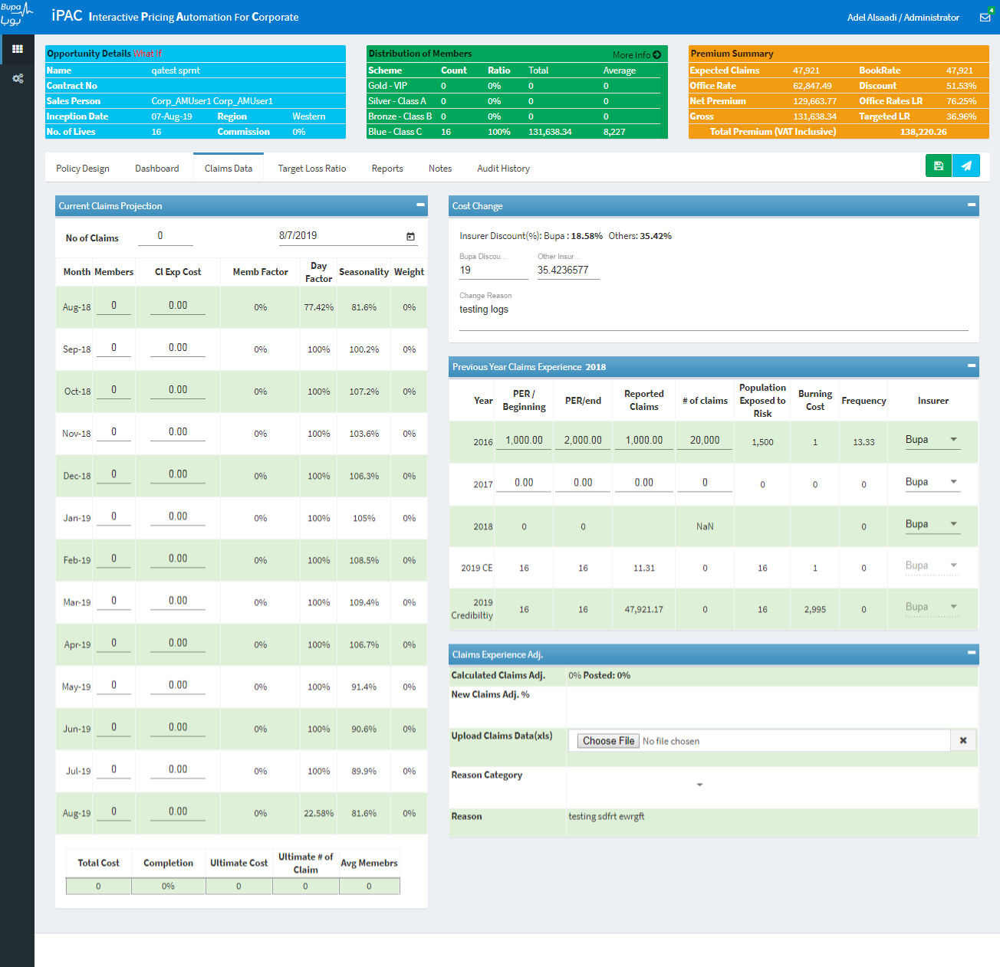 Bupa
بوبا
iPAC Interactive Pricing Automation For Corporate
Adel Alsaadi / Administrator
4
Opportunity Details What If
Name qatest sprnt
Contract No
Sales Person Corp_AMUser1 Corp_AMUser1
Inception Date 07-Aug-19 Region Western
No. of Lives 16 Commission 0%
Distribution of Members More info
Scheme Count Ratio Total Average
Gold - VIP 0 0% 0 0
Silver - Class A 0 0% 0 0
Bronze - Class B 0 0% 0 0
Blue - Class C 16 100% 131,638.34 8,227
Premium Summary
Expected Claims 47,921 BookRate 47,921
Office Rate 62,847.49 Discount 51.53%
Net Premium 129,663.77 Office Rates LR 76.25%
Gross 131,638.34 Targeted LR 36.96%
Total Premium (VAT Inclusive) 138,220.26
Policy Design Dashboard Claims Data Target Loss Ratio Reports Notes Audit History
Current Claims Projection
No of Claims 0 8/7/2019
Month Members Cl Exp Cost Memb Factor Day Factor Seasonality Weight
Aug-18 0 0.00 0% 77.42% 81.6% 0%
Sep-18 0 0.00 0% 100% 100.2% 0%
Oct-18 0 0.00 0% 100% 107.2% 0%
Nov-18 0 0.00 0% 100% 103.6% 0%
Dec-18 0 0.00 0% 100% 106.3% 0%
Jan-19 0 0.00 0% 100% 105% 0%
Feb-19 0 0.00 0% 100% 108.5% 0%
Mar-19 0 0.00 0% 100% 109.4% 0%
Apr-19 0 0.00 0% 100% 106.7% 0%
May-19 0 0.00 0% 100% 91.4% 0%
Jun-19 0 0.00 0% 100% 90.6% 0%
Jul-19 0 0.00 0% 100% 89.9% 0%
Aug-19 0 0.00 0% 22.58% 81.6% 0%
Total Cost Completion Ultimate Cost Ultimate # of Claim Avg Memebrs
0 0% 0 0 0
Cost Change
Insurer Discount(%): Bupa : 18.58% Others: 35.42%
Bupa Discou... Other Insur...
19 35.4236577
Change Reason
testing logs
Previous Year Claims Experience 2018
Year PER / Beginning PER/end Reported Claims # of claims Population Exposed to Risk Burning Cost Frequency Insurer
2016 1,000.00 2,000.00 1,000.00 20,000 1,500 1 13.33 Bupa
2017 0.00 0.00 0.00 0 0 0 0 Bupa
2018 0 0 NaN 0 Bupa
2019 CE 16 16 11.31 0 16 1 0 Bupa
2019 Credibiltiy 16 16 47,921.17 0 16 2,995 0 Bupa
Claims Experience Adj.
Calculated Claims Adj. 0% Posted: 0%
New Claims Adj. %
Upload Claims Data(xls) Choose File No file chosen
Reason Category
Reason testing sdfrt ewrgft